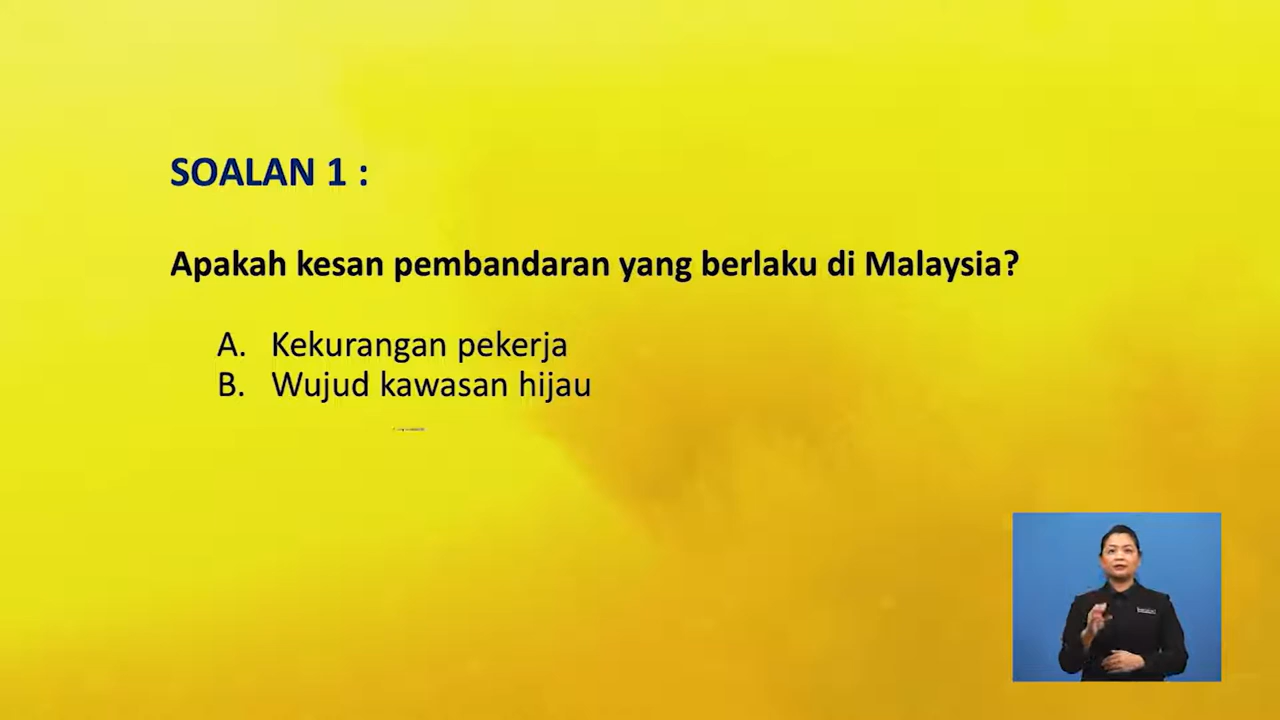 SOALAN 1 :
Apakah kesan pembandaran yang berlaku di Malaysia?
A. Kekurangan pekerja
B. Wujud kawasan hijau